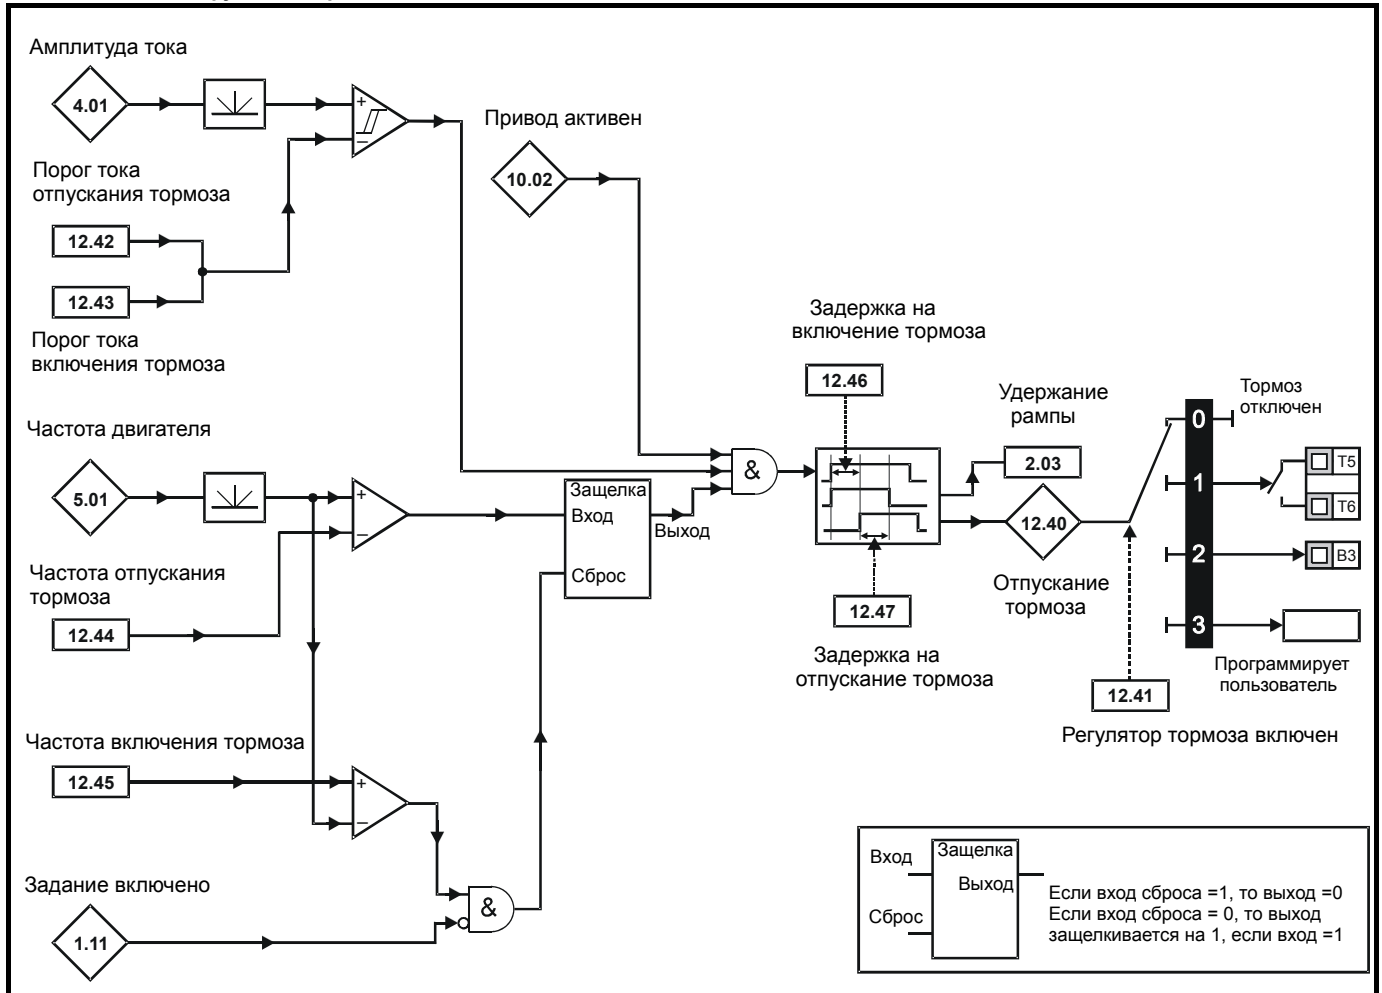 Амплитуда тока
4.01
+
−
Порог тока
отпускания тормоза
12.42
12.43
Порог тока
включения тормоза
Привод активен
10.02
Частота двигателя
5.01
+
−
Частота отпускания
тормоза
12.44
Защелка
Вход
Выход
Сброс
&
Частота включения тормоза
12.45
+
−
Задание включено
1.11
&
Задержка на
включение тормоза
12.46
12.47
Задержка на
отпускание тормоза
Удержание
рампы
2.03
12.40
Отпускание
тормоза
12.41
Регулятор тормоза включен
0
Тормоз
отключен
1
T5
T6
2
B3
3
Программирует
пользователь
Вход
Защелка
Выход
Сброс
Если вход сброса =1, то выход =0
Если вход сброса = 0, то выход
защелкивается на 1, если вход =1